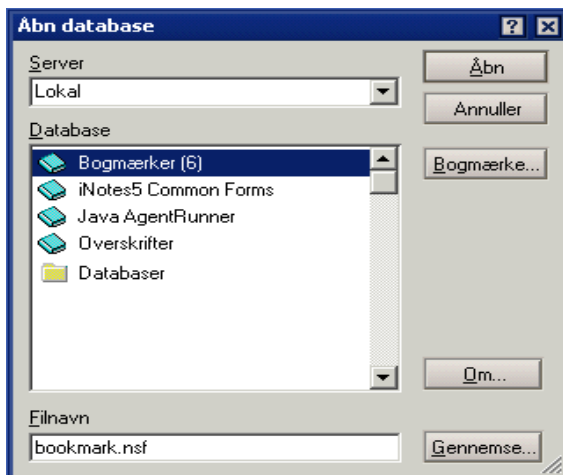 Åbn database
Server
Lokal
Database
Bogmærker (6)
iNotes5 Common Forms
Java AgentRunner
Overskrifter
Databaser
Filnavn
bookmark.nsf
Åbn
Annuller
Bogmærke...
Om...
Gennemse...